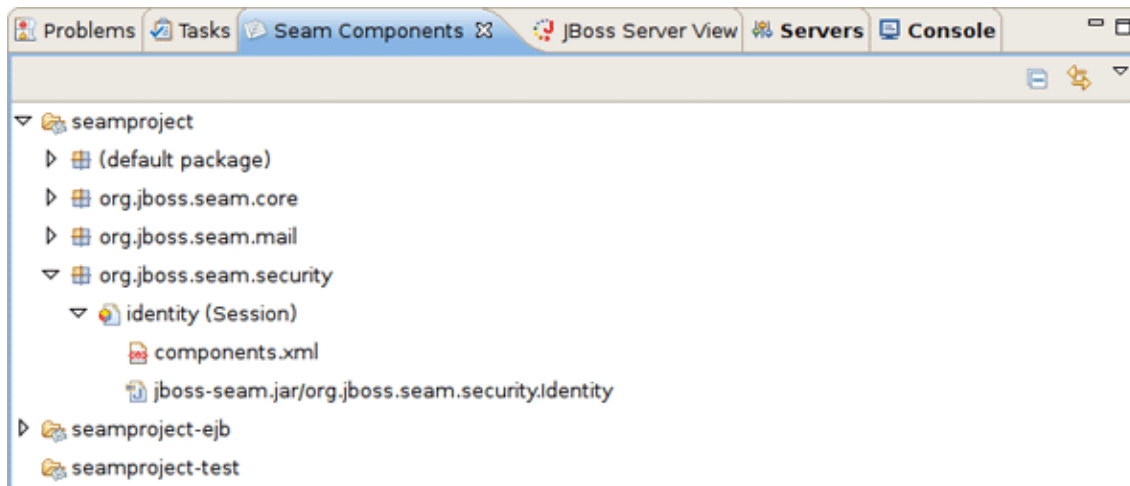 Problems Tasks Seam Components JBoss Server View Servers Console
seamproject
(default package)
org.jboss.seam.core
org.jboss.seam.mail
org.jboss.seam.security
identity (Session)
components.xml
jboss-seam.jar/org.jboss.seam.security.Identity
seamproject-ejb
seamproject-test